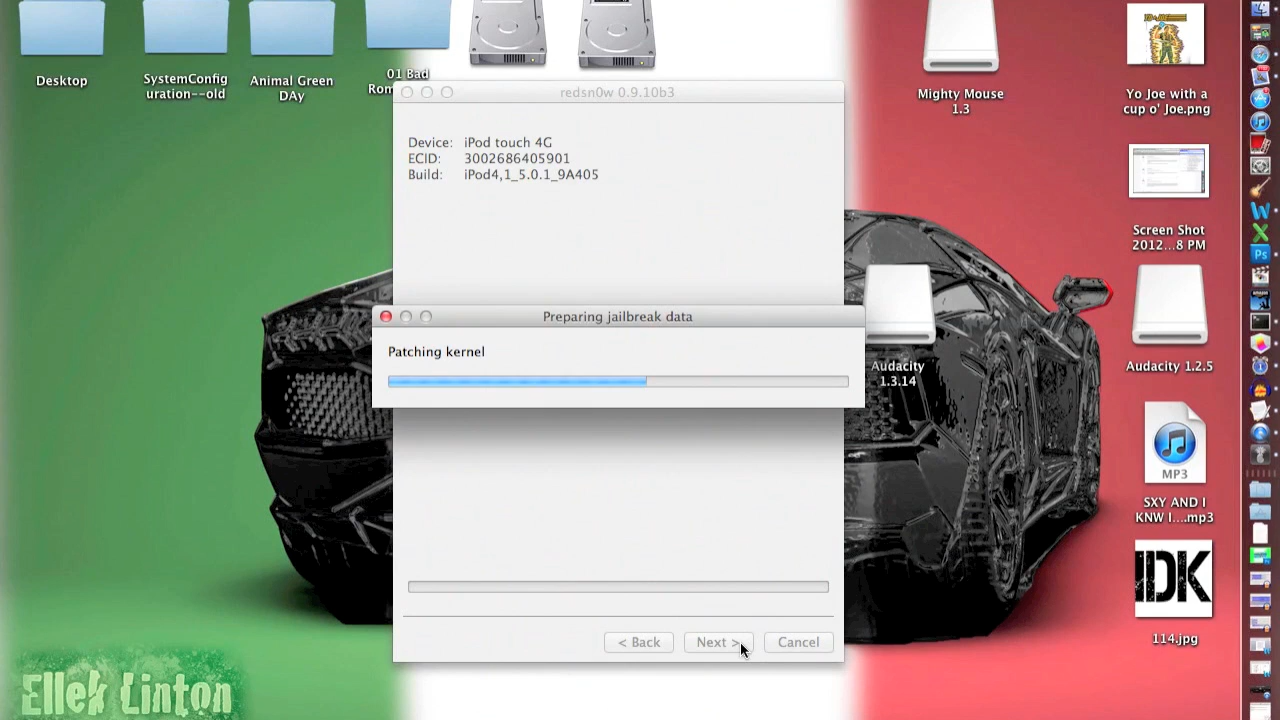 Desktop
SystemConfig
uration--old
Animal Green
DAy
01 Bad
Rom
Mighty Mouse
1.3
Yo Joe with a
cup o' Joe.png
redsn0w 0.9.10b3
Device: iPod touch 4G
ECID: 3002686405901
Build: iPod4,1_5.0.1_9A405
Screen Shot
2012...8 PM
Preparing jailbreak data
Patching kernel
Audacity
1.3.14
Audacity 1.2.5
MP3
SXY AND I
KNW I....mp3
IDK
114.jpg
< Back
Next >
Cancel
Ellek Linton
W
X
Ps